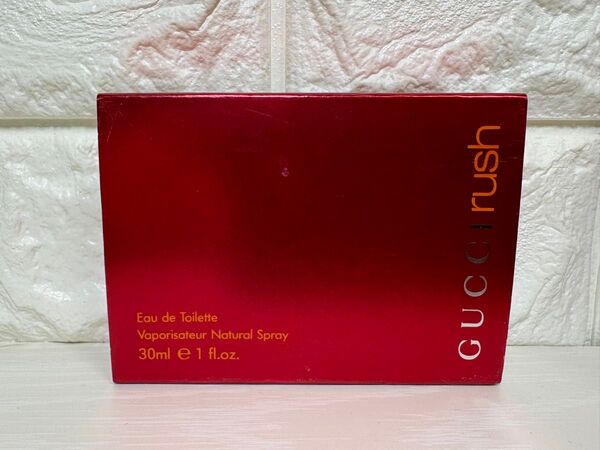 GUCCI rush
Eau de Toilette
Vaporisateur Natural Spray
30ml ℮ 1 fl.oz.